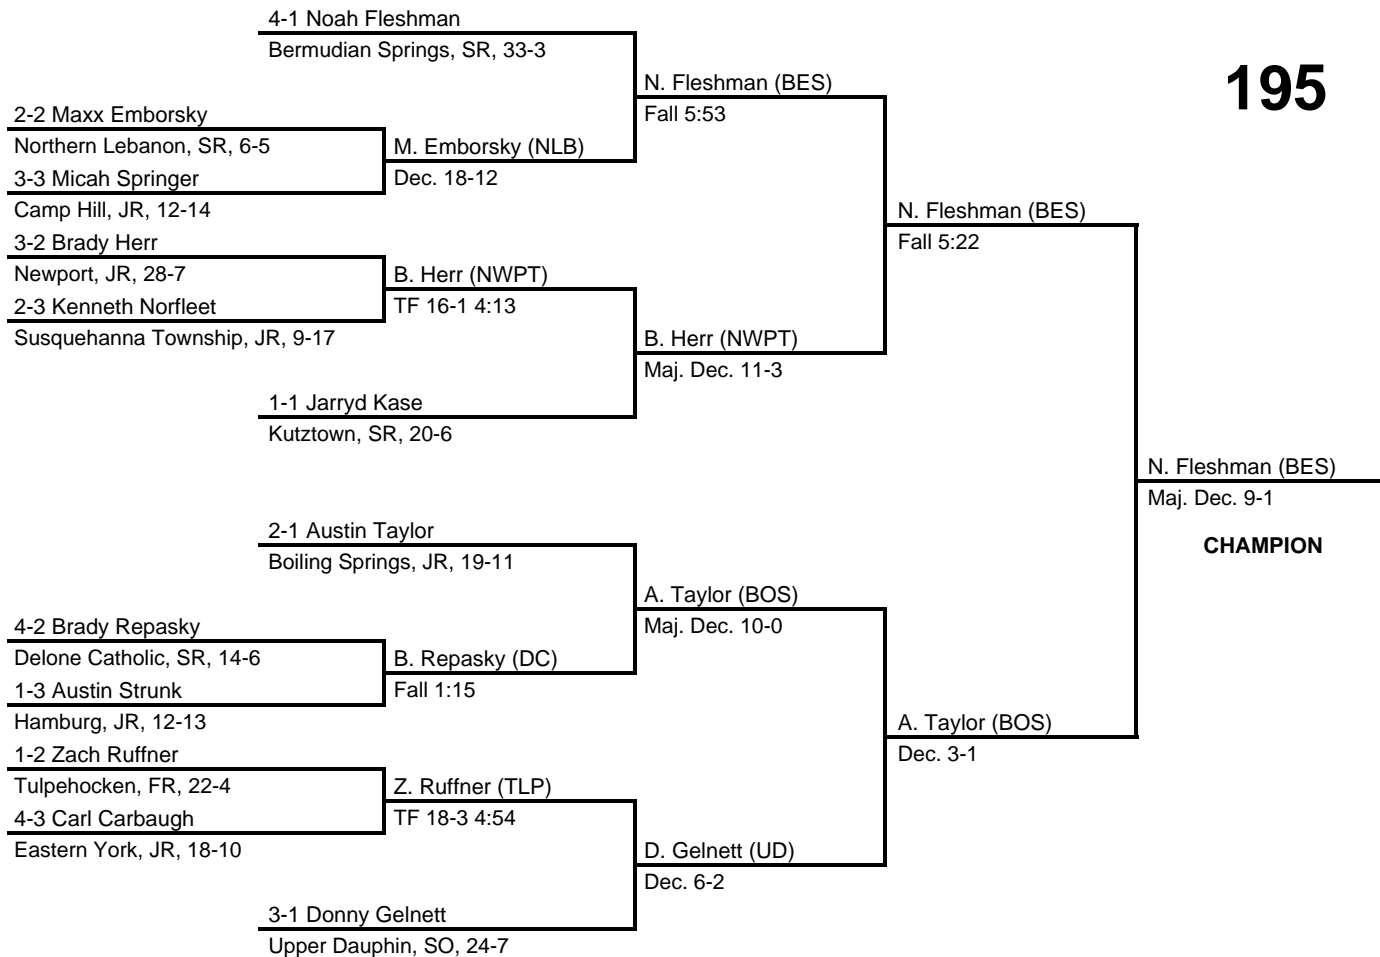 4-1 Noah Fleshman
Bermudian Springs, SR, 33-3
195
N. Fleshman (BES)
Fall 5:53
2-2 Maxx Emborsky
Northern Lebanon, SR, 6-5
M. Emborsky (NLB)
Dec. 18-12
3-3 Micah Springer
Camp Hill, JR, 12-14
N. Fleshman (BES)
Fall 5:22
3-2 Brady Herr
Newport, JR, 28-7
B. Herr (NWPT)
TF 16-1 4:13
2-3 Kenneth Norfleet
Susquehanna Township, JR, 9-17
B. Herr (NWPT)
Maj. Dec. 11-3
1-1 Jarryd Kase
Kutztown, SR, 20-6
N. Fleshman (BES)
Maj. Dec. 9-1
CHAMPION
2-1 Austin Taylor
Boiling Springs, JR, 19-11
A. Taylor (BOS)
Maj. Dec. 10-0
4-2 Brady Repasky
Delone Catholic, SR, 14-6
B. Repasky (DC)
Fall 1:15
1-3 Austin Strunk
Hamburg, JR, 12-13
A. Taylor (BOS)
Dec. 3-1
1-2 Zach Ruffner
Tulpehocken, FR, 22-4
Z. Ruffner (TLP)
TF 18-3 4:54
4-3 Carl Carbaugh
Eastern York, JR, 18-10
D. Gelnett (UD)
Dec. 6-2
3-1 Donny Gelnett
Upper Dauphin, SO, 24-7